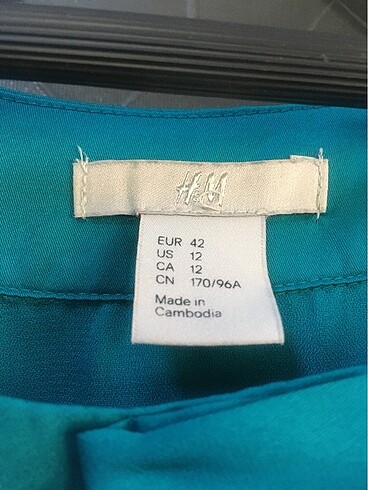 H&M
EUR 42
US 12
CA 12
CN 170/96A
Made in
Cambodia